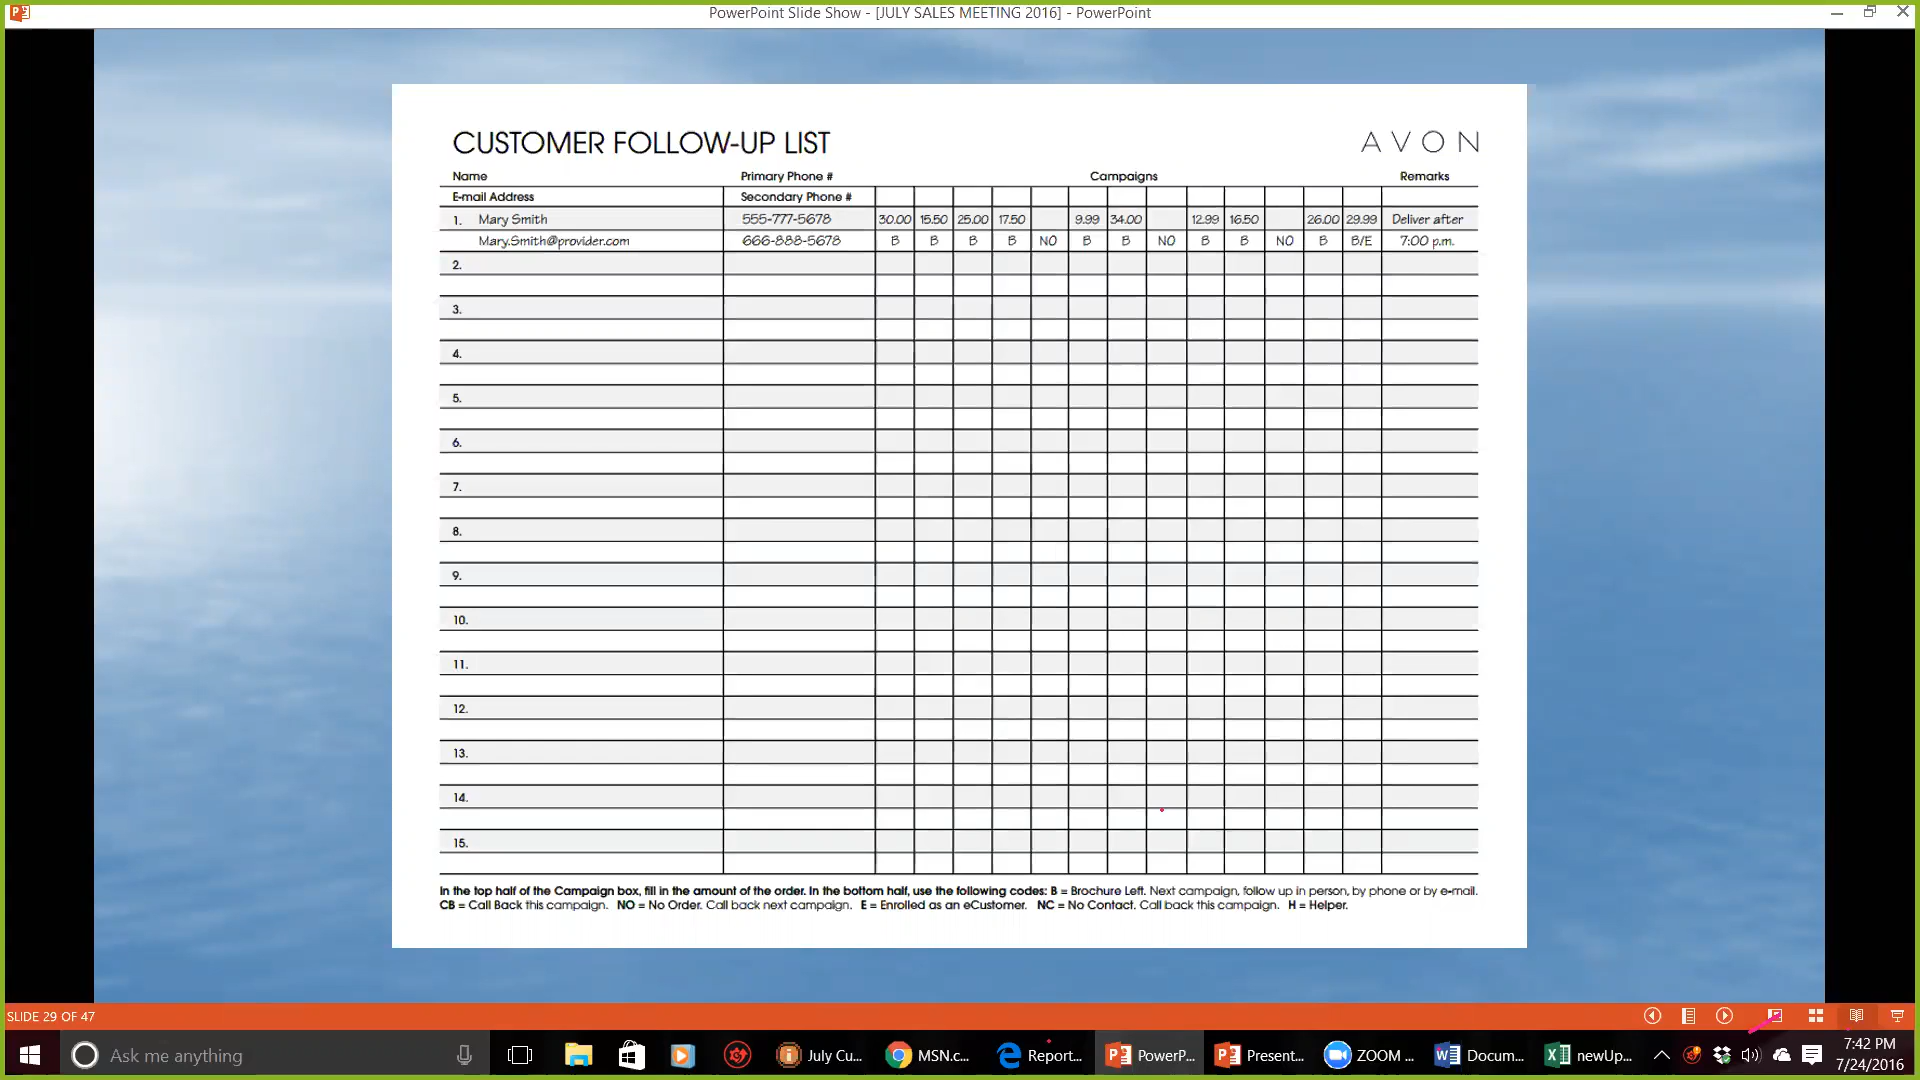 PowerPoint Slide Show - [JULY SALES MEETING 2016] - PowerPoint
CUSTOMER FOLLOW-UP LIST
AVON
Name Primary Phone # Campaigns Remarks
E-mail Address Secondary Phone #
1. Mary Smith 555-777-5678 30.00 15.50 25.00 17.50 9.99 34.00 12.99 16.50 26.00 29.99 Deliver after
Mary.Smith@provider.com 666-888-5678 B B B B NO B B NO B B NO B B/E 7:00 p.m.
2.
3.
4.
5.
6.
7.
8.
9.
10.
11.
12.
13.
14.
15.
In the top half of the Campaign box, fill in the amount of the order. In the bottom half, use the following codes: B = Brochure Left. Next campaign, follow up in person, by phone or by e-mail.
CB = Call Back this campaign. NO = No Order. Call back next campaign. E = Enrolled as an eCustomer. NC = No Contact. Call back this campaign. H = Helper.
SLIDE 29 OF 47
Ask me anything
July Cu...
MSN.c...
Report...
PowerP...
Present...
ZOOM ...
Docum...
newUp...
7:42 PM
7/24/2016